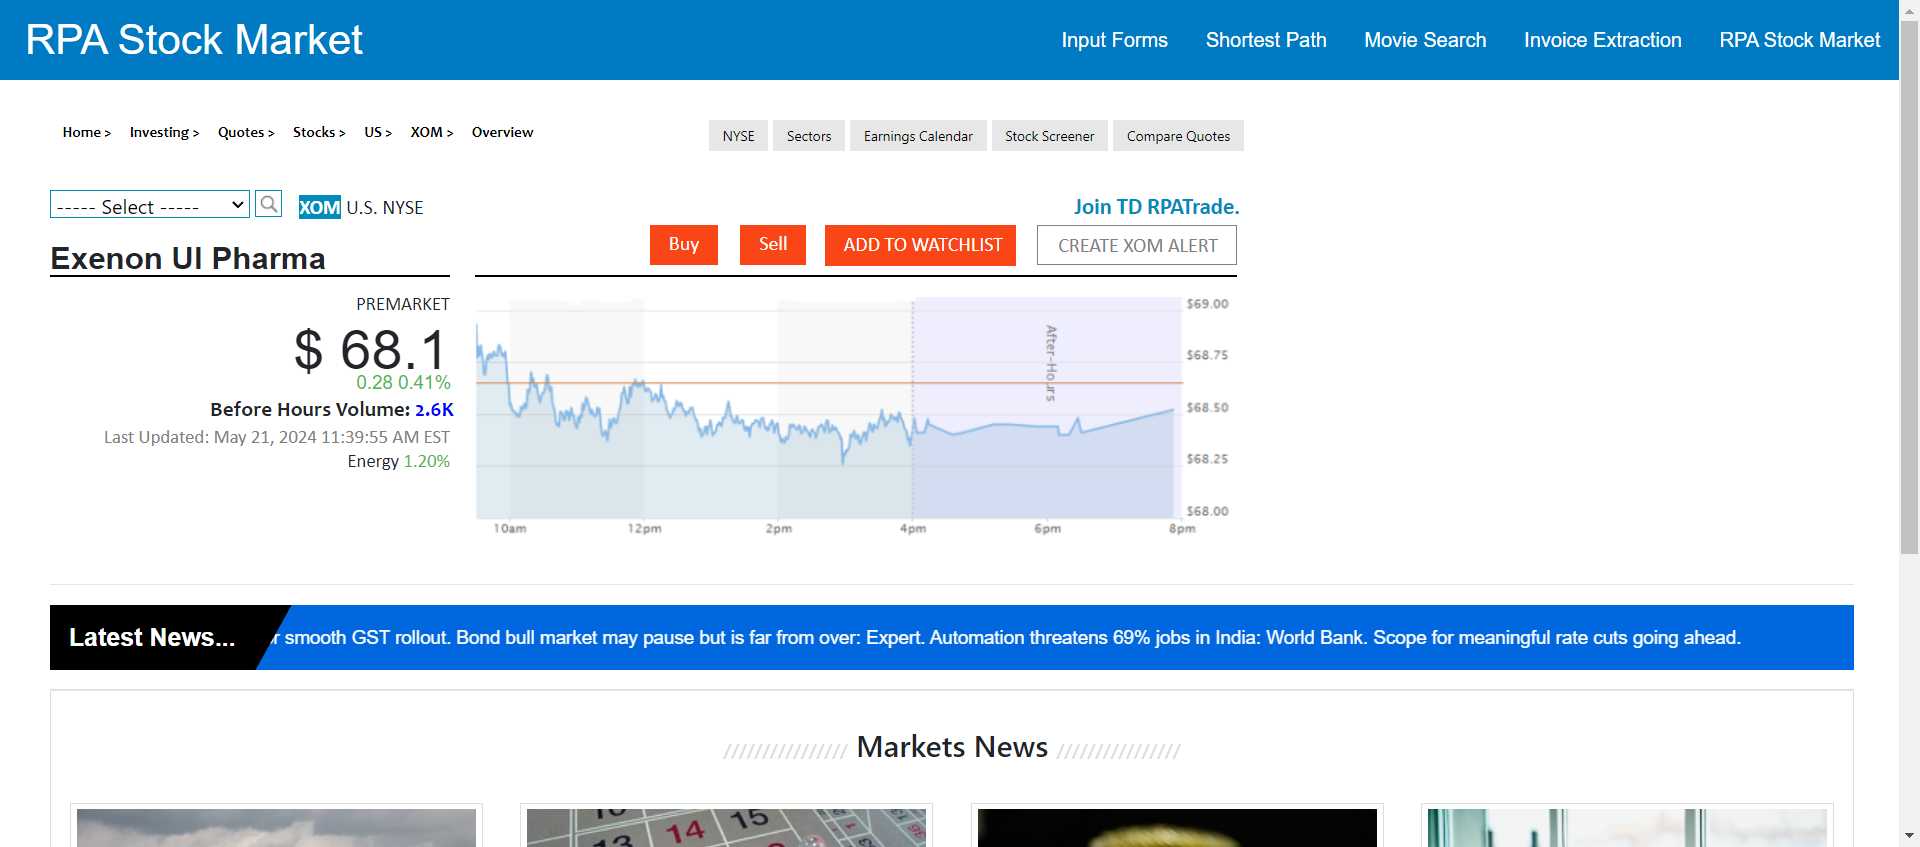 RPA Stock Market
Input Forms Shortest Path Movie Search Invoice Extraction RPA Stock Market
Home > Investing > Quotes > Stocks > US > XOM > Overview
NYSE Sectors Earnings Calendar Stock Screener Compare Quotes
----- Select -----
XOM U.S. NYSE
Join TD RPATrade.
Exenon UI Pharma
Buy Sell ADD TO WATCHLIST CREATE XOM ALERT
PREMARKET
$ 68.1
0.28 0.41%
Before Hours Volume: 2.6K
Last Updated: May 21, 2024 11:39:55 AM EST
Energy 1.20%
After-Hours
$69.00
$68.75
$68.50
$68.25
$68.00
10am 12pm 2pm 4pm 6pm 8pm
Latest News...
smooth GST rollout. Bond bull market may pause but is far from over: Expert. Automation threatens 69% jobs in India: World Bank. Scope for meaningful rate cuts going ahead.
//////////////// Markets News ////////////////
13 14 15